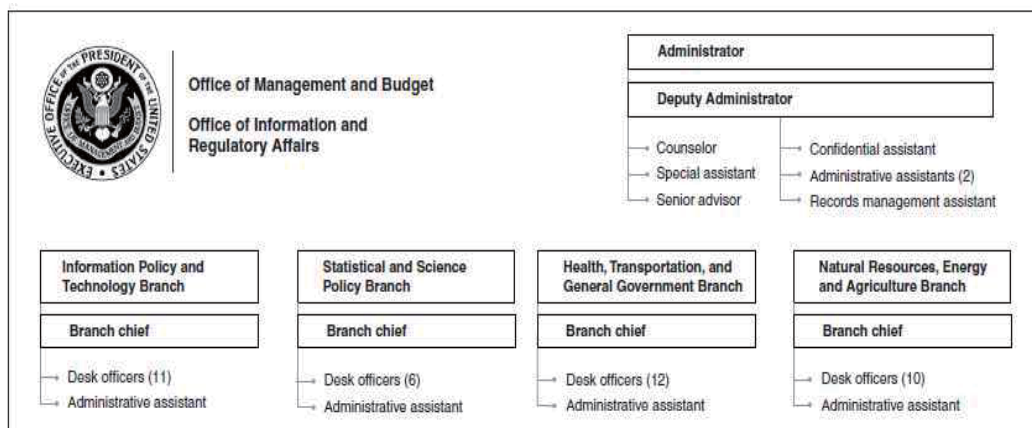 EXECUTIVE OFFICE OF THE PRESIDENT OF THE UNITED STATES
Office of Management and Budget
Office of Information and
Regulatory Affairs
Administrator
Deputy Administrator
Counselor
Special assistant
Senior advisor
Confidential assistant
Administrative assistants (2)
Records management assistant
Information Policy and
Technology Branch
Branch chief
Desk officers (11)
Administrative assistant
Statistical and Science
Policy Branch
Branch chief
Desk officers (6)
Administrative assistant
Health, Transportation, and
General Government Branch
Branch chief
Desk officers (12)
Administrative assistant
Natural Resources, Energy
and Agriculture Branch
Branch chief
Desk officers (10)
Administrative assistant